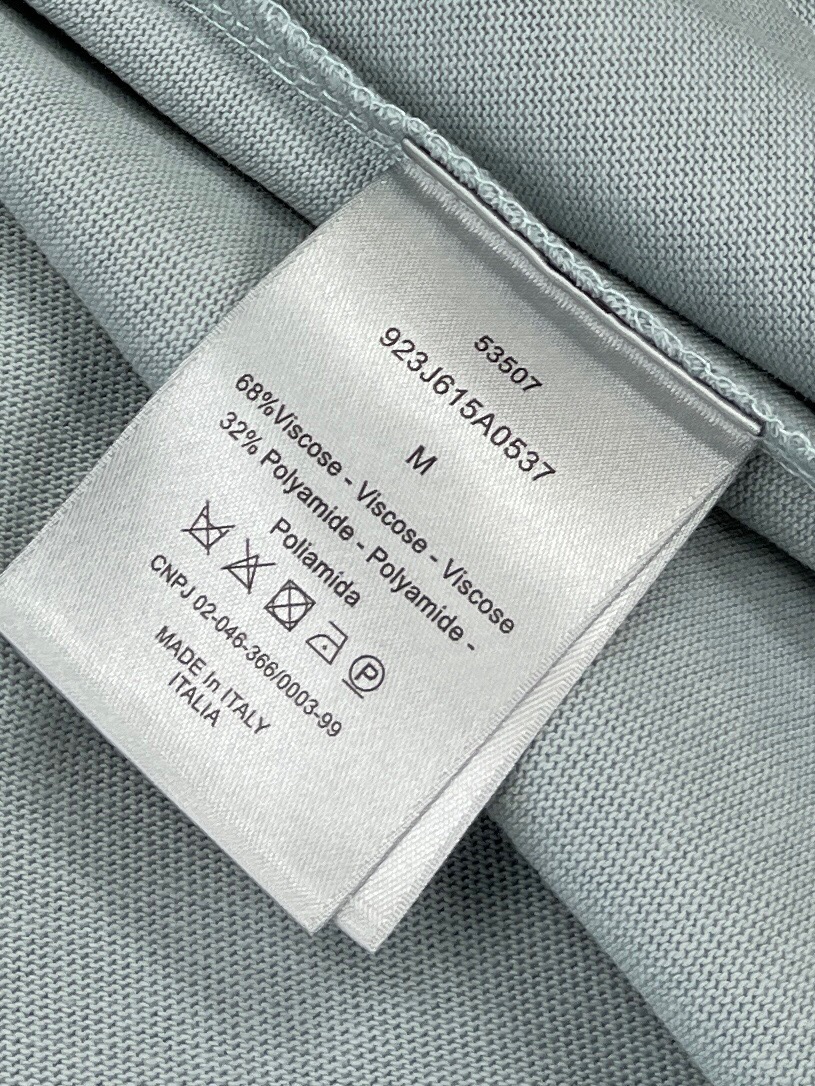 53507
923J615A0537
M
68%Viscose - Viscose - Viscose
32% Polyamide - Polyamide -
Poliamida
P
CNPJ 02-046-366/0003-99
MADE In ITALY
ITALIA